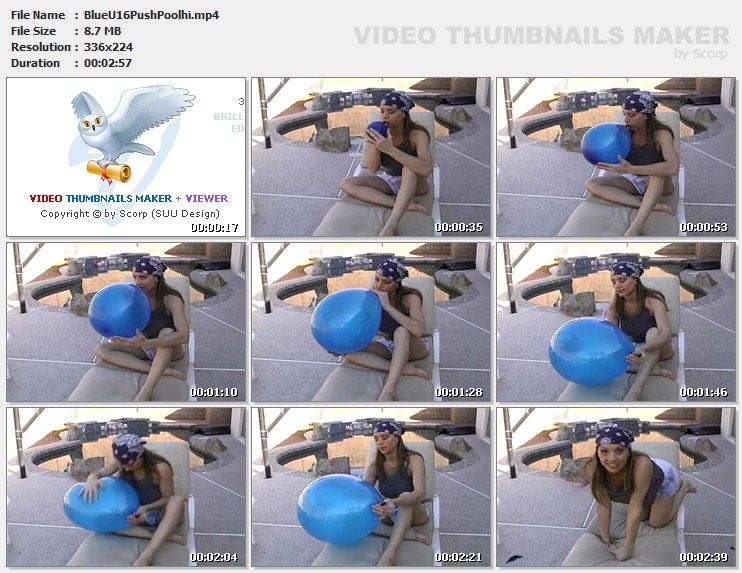 File Name : BlueU16PushPoolhi.mp4
File Size : 8.7 MB
Resolution : 336x224
Duration : 00:02:57
VIDEO THUMBNAILS MAKER
by Scorp
3
BRILL
ED
VIDEO THUMBNAILS MAKER + VIEWER
Copyright © by Scorp (SUU Design)
00:00:17
00:00:35
00:00:53
00:01:10
00:01:28
00:01:46
00:02:04
00:02:21
00:02:39